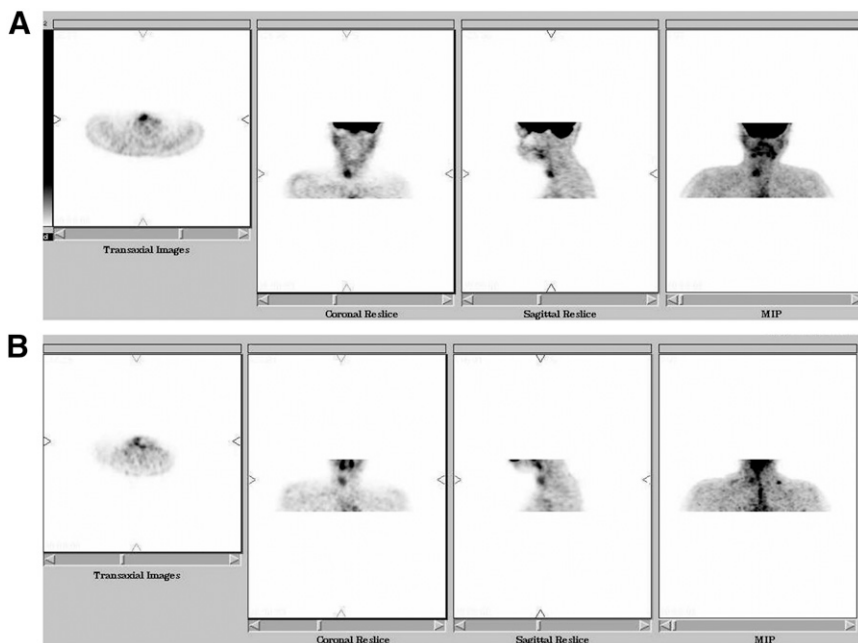 A
Transaxial Images
Coronal Reslice
Sagittal Reslice
MIP
B
Transaxial Images
Coronal Reslice
Sagittal Reslice
MIP